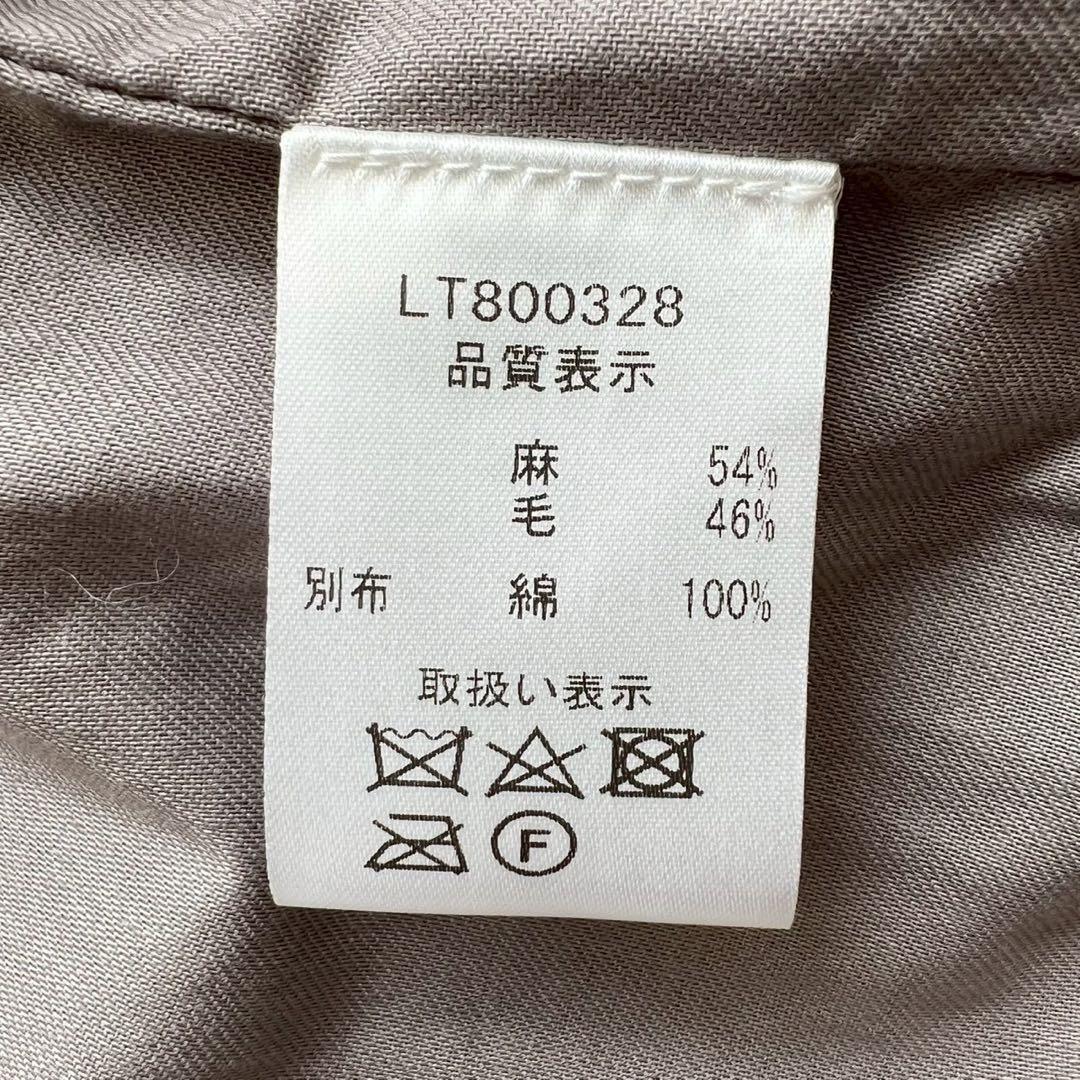 LT800328
品質表示
麻 54%
毛 46%
別布 綿 100%
取扱い表示
F